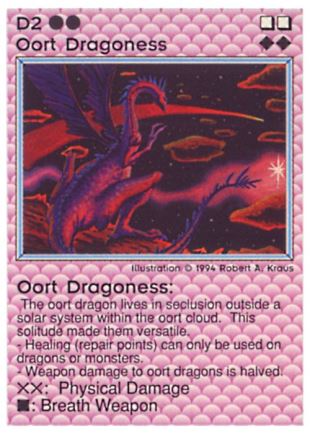 D2
Oort Dragoness
Illustration © 1994 Robert A. Kraus
Oort Dragoness:
The oort dragon lives in seclusion outside a
solar system within the oort cloud. This
solitude made them versatile.
- Healing (repair points) can only be used on
dragons or monsters.
- Weapon damage to oort dragons is halved.
XX: Physical Damage
■: Breath Weapon